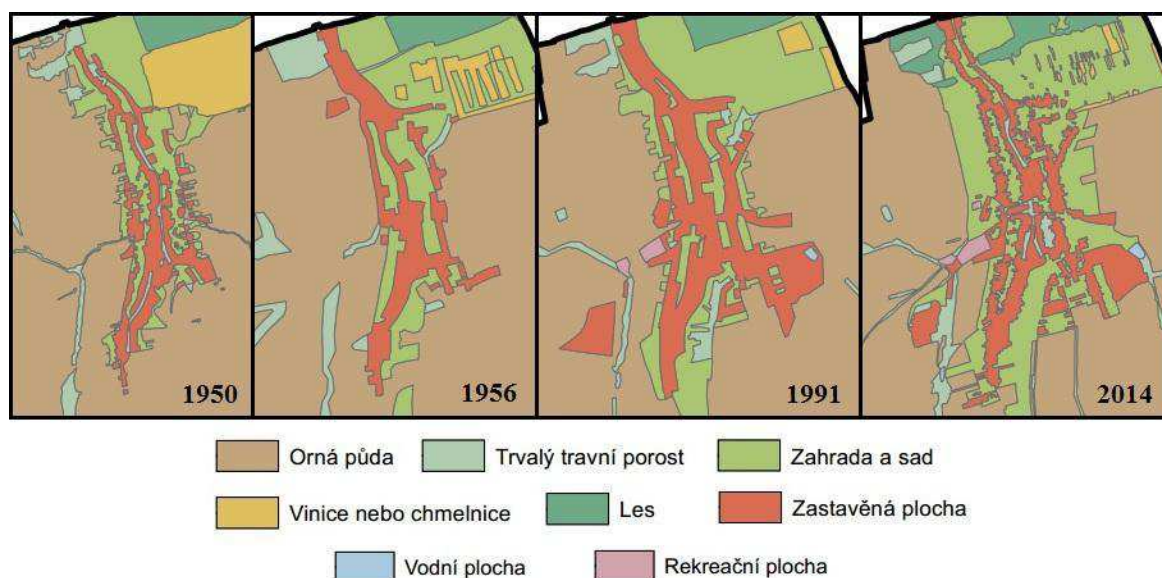 1950 1956 1991 2014
Orná půda Trvalý travní porost Zahrada a sad
Vinice nebo chmelnice Les Zastavěná plocha
Vodní plocha Rekreační plocha